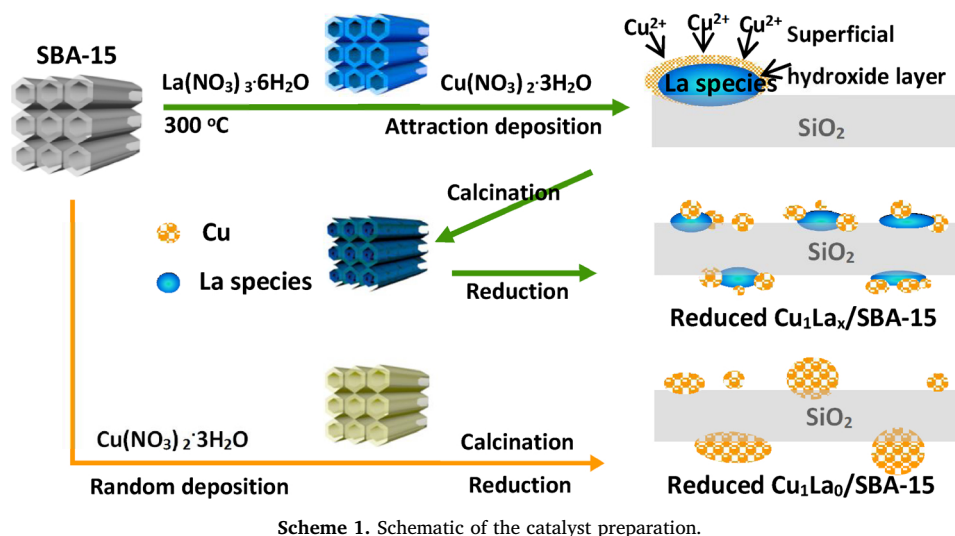 SBA-15
La(NO₃)₃·6H₂O
300 ºC
Cu(NO₃)₂·3H₂O
Attraction deposition
Cu²⁺ Cu²⁺ Cu²⁺
Superficial
hydroxide layer
La species
SiO₂
Calcination
Cu
La species
Reduction
SiO₂
Reduced Cu₁Laₓ/SBA-15
Cu(NO₃)₂·3H₂O
Random deposition
Calcination
Reduction
SiO₂
Reduced Cu₁La₀/SBA-15
Scheme 1. Schematic of the catalyst preparation.